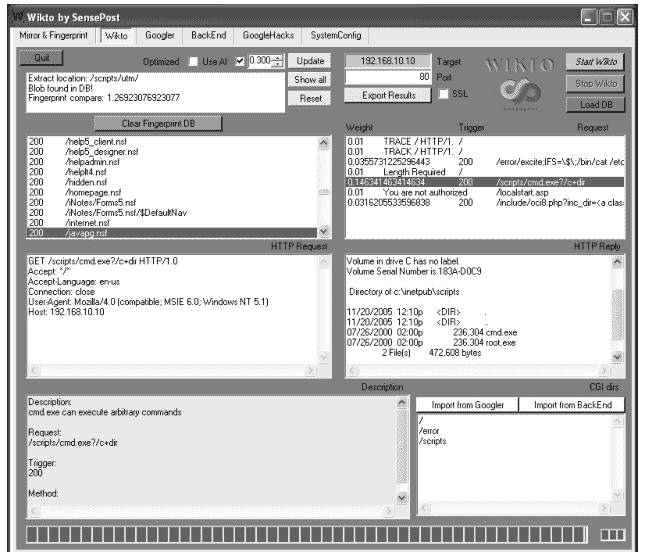 Wikto by SensePost
Mirror & Fingerprint Wikto Googler BackEnd GoogleHacks SystemConfig
Quit Optimized Use AI 0.300 Update 192.168.10.10 Target WIKTO Start Wikto
Extract location: /scripts/utm/
Blob found in DB!
Fingerprint compare: 1.26923076923077
Show all
Reset
80 Port
Export Results SSL
SENSEPOST
Stop Wikto
Load DB
Clear Fingerprint DB
200 /help5_client.nsf
200 /help5_designer.nsf
200 /helpadmin.nsf
200 /helplt4.nsf
200 /hidden.nsf
200 /homepage.nsf
200 /iNotes/Forms5.nsf
200 /iNotes/Forms5.nsf/$DefaultNav
200 /internet.nsf
200 /javapg.nsf
Weight Trigger Request
0.01 TRACE / HTTP/1. /
0.01 TRACK / HTTP/1. /
0.0355731225296443 200 /error/excite;IFS=\$\;/bin/cat /etc
0.01 Length Required /
0.146341463414634 200 /scripts/cmd.exe?/c+dir
0.01 You are not authorized /localstart.asp
0.0316205533596838 200 /include/oci8.php?inc_dir=<a clas:
HTTP Request
GET /scripts/cmd.exe?/c+dir HTTP/1.0
Accept: */*
Accept-Language: en-us
Connection: close
User-Agent: Mozilla/4.0 (compatible; MSIE 6.0; Windows NT 5.1)
Host: 192.168.10.10
HTTP Reply
Volume in drive C has no label.
Volume Serial Number is 183A-D0C9
Directory of c:\inetpub\scripts
11/20/2005 12:10p <DIR> .
11/20/2005 12:10p <DIR> ..
07/26/2000 02:00p 236,304 cmd.exe
07/26/2000 02:00p 236,304 root.exe
2 File(s) 472,608 bytes
Description
Description:
cmd.exe can execute arbitrary commands
Request:
/scripts/cmd.exe?/c+dir
Trigger:
200
Method:
CGI dirs
Import from Googler Import from BackEnd
/
/error
/scripts